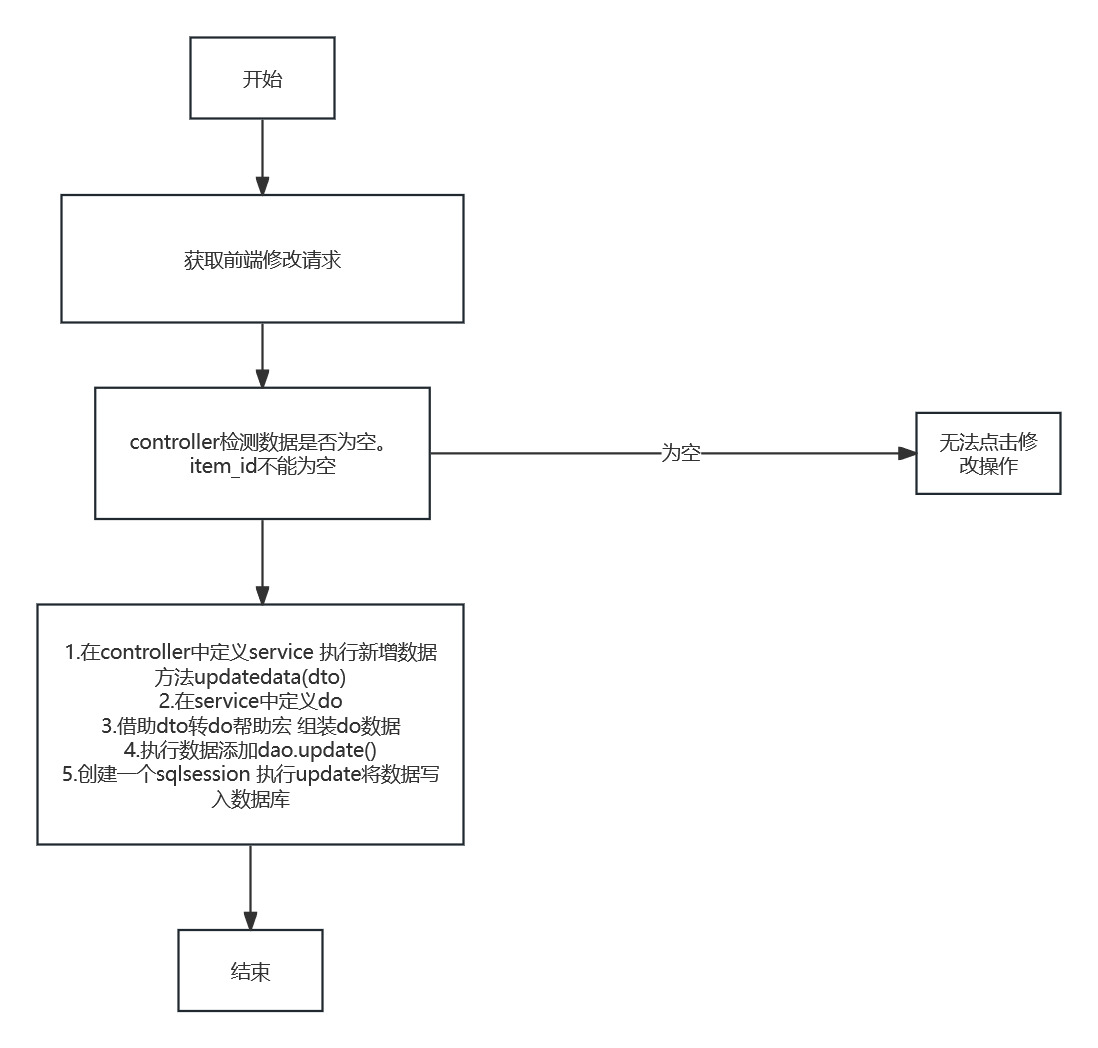 开始
获取前端修改请求
controller检测数据是否为空。
item_id不能为空
为空
无法点击修
改操作
1.在controller中定义service 执行新增数据
方法updatedata(dto)
2.在service中定义do
3.借助dto转do帮助宏 组装do数据
4.执行数据添加dao.update()
5.创建一个sqlsession 执行update将数据写
入数据库
结束